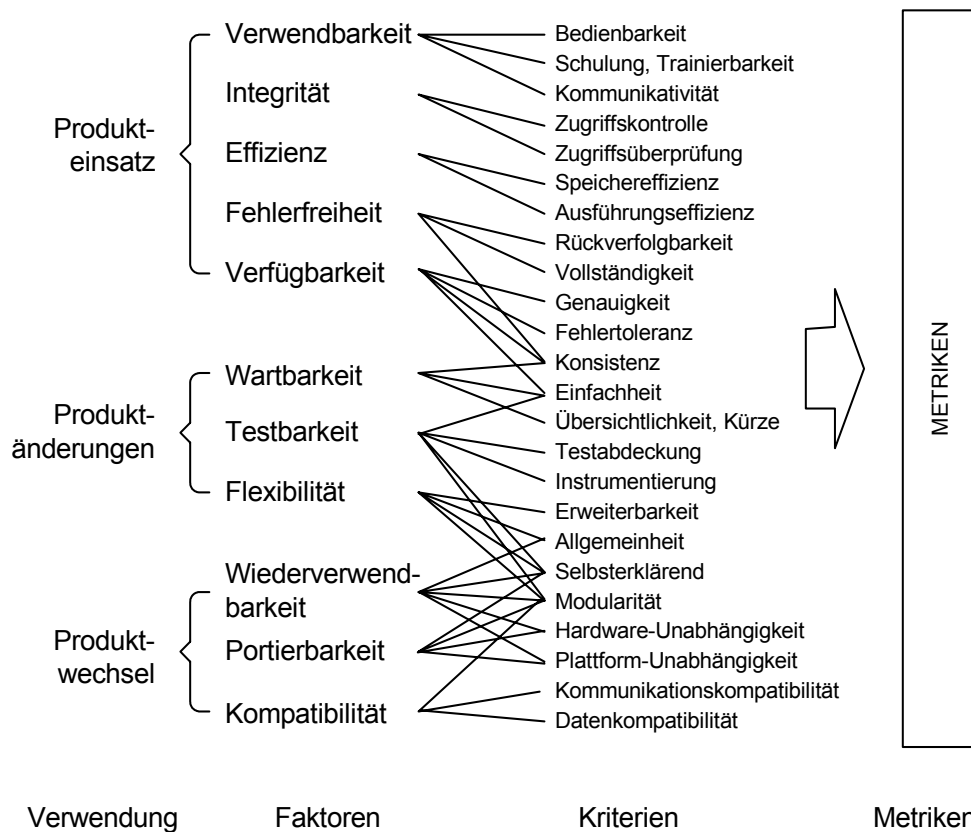 Produkt-
einsatz
Verwendbarkeit
Integrität
Effizienz
Fehlerfreiheit
Verfügbarkeit
Produkt-
änderungen
Wartbarkeit
Testbarkeit
Flexibilität
Produkt-
wechsel
Wiederverwend-
barkeit
Portierbarkeit
Kompatibilität
Bedienbarkeit
Schulung, Trainierbarkeit
Kommunikativität
Zugriffskontrolle
Zugriffsüberprüfung
Speichereffizienz
Ausführungseffizienz
Rückverfolgbarkeit
Vollständigkeit
Genauigkeit
Fehlertoleranz
Konsistenz
Einfachheit
Übersichtlichkeit, Kürze
Testabdeckung
Instrumentierung
Erweiterbarkeit
Allgemeinheit
Selbsterklärend
Modularität
Hardware-Unabhängigkeit
Plattform-Unabhängigkeit
Kommunikationskompatibilität
Datenkompatibilität
METRIKEN
Verwendung Faktoren Kriterien Metriken